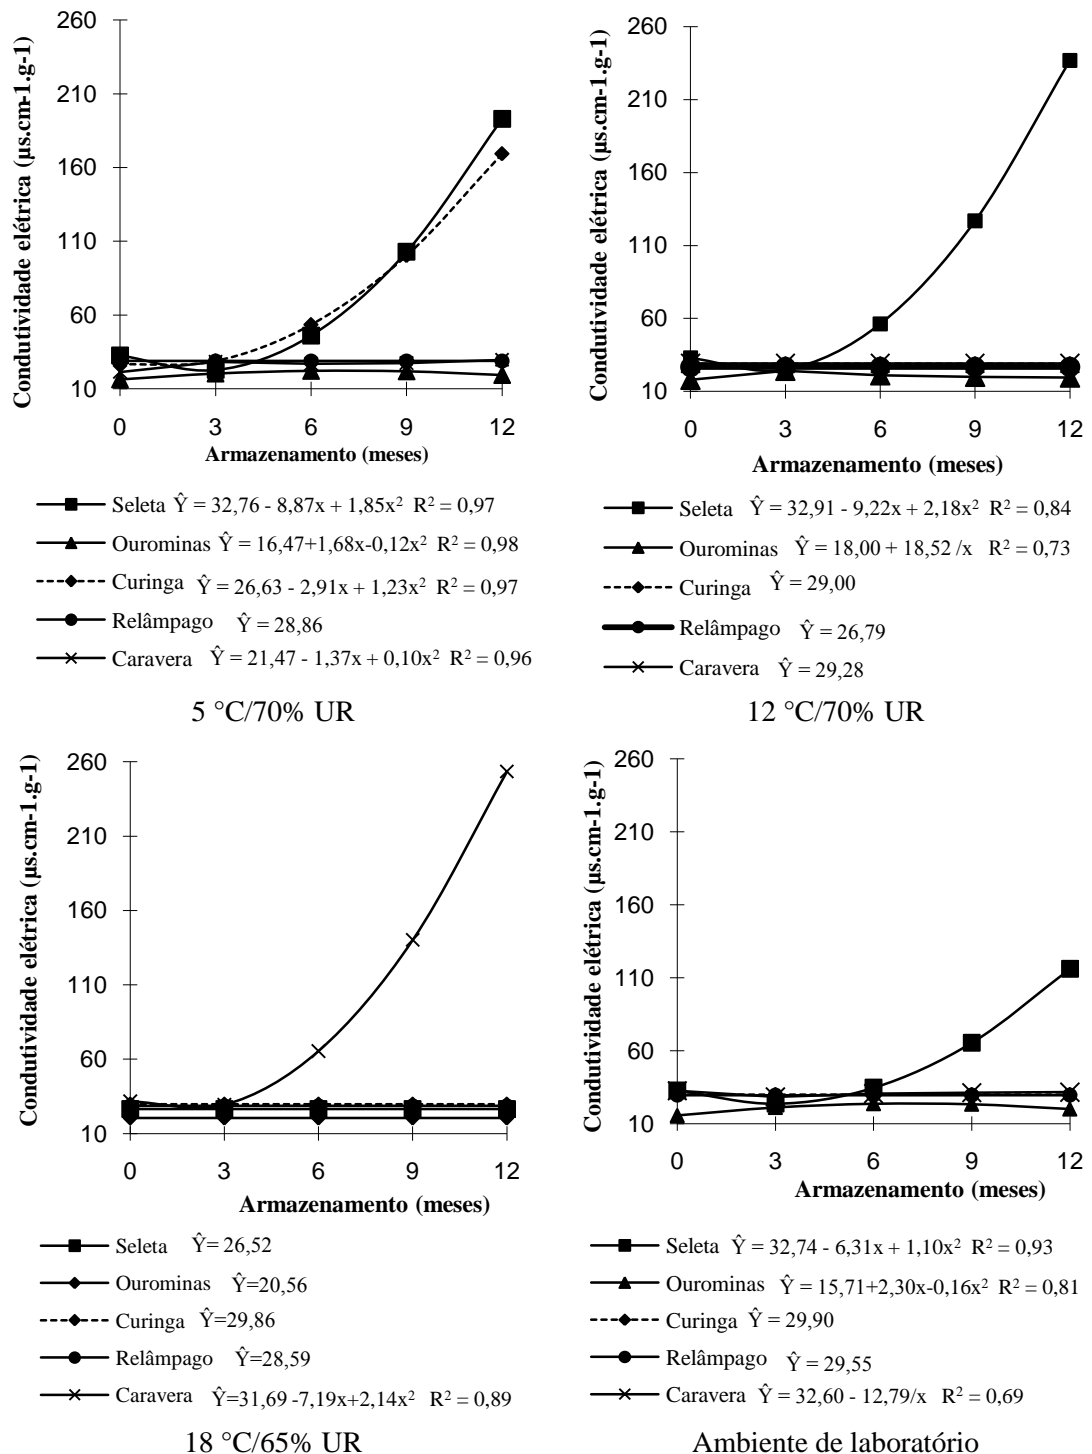 Condutividade elétrica (µs.cm-1.g-1)
260
210
160
110
60
10
0 3 6 9 12
Armazenamento (meses)
Seleta Ŷ = 32,76 - 8,87x + 1,85x² R² = 0,97
Ourominas Ŷ = 16,47+1,68x-0,12x² R² = 0,98
Curinga Ŷ = 26,63 - 2,91x + 1,23x² R² = 0,97
Relâmpago Ŷ = 28,86
Caravera Ŷ = 21,47 - 1,37x + 0,10x² R² = 0,96
5 °C/70% UR
Condutividade elétrica (µs.cm-1.g-1)
260
210
160
110
60
10
0 3 6 9 12
Armazenamento (meses)
Seleta Ŷ = 32,91 - 9,22x + 2,18x² R² = 0,84
Ourominas Ŷ = 18,00 + 18,52 /x R² = 0,73
Curinga Ŷ = 29,00
Relâmpago Ŷ = 26,79
Caravera Ŷ = 29,28
12 °C/70% UR
Condutividade elétrica (µs.cm-1.g-1)
260
210
160
110
60
10
0 3 6 9 12
Armazenamento (meses)
Seleta Ŷ= 26,52
Ourominas Ŷ=20,56
Curinga Ŷ=29,86
Relâmpago Ŷ=28,59
Caravera Ŷ=31,69 -7,19x+2,14x² R² = 0,89
18 °C/65% UR
Condutividade elétrica (µs.cm-1.g-1)
260
210
160
110
60
10
0 3 6 9 12
Armazenamento (meses)
Seleta Ŷ = 32,74 - 6,31x + 1,10x² R² = 0,93
Ourominas Ŷ = 15,71+2,30x-0,16x² R² = 0,81
Curinga Ŷ = 29,90
Relâmpago Ŷ = 29,55
Caravera Ŷ = 32,60 - 12,79/x R² = 0,69
Ambiente de laboratório